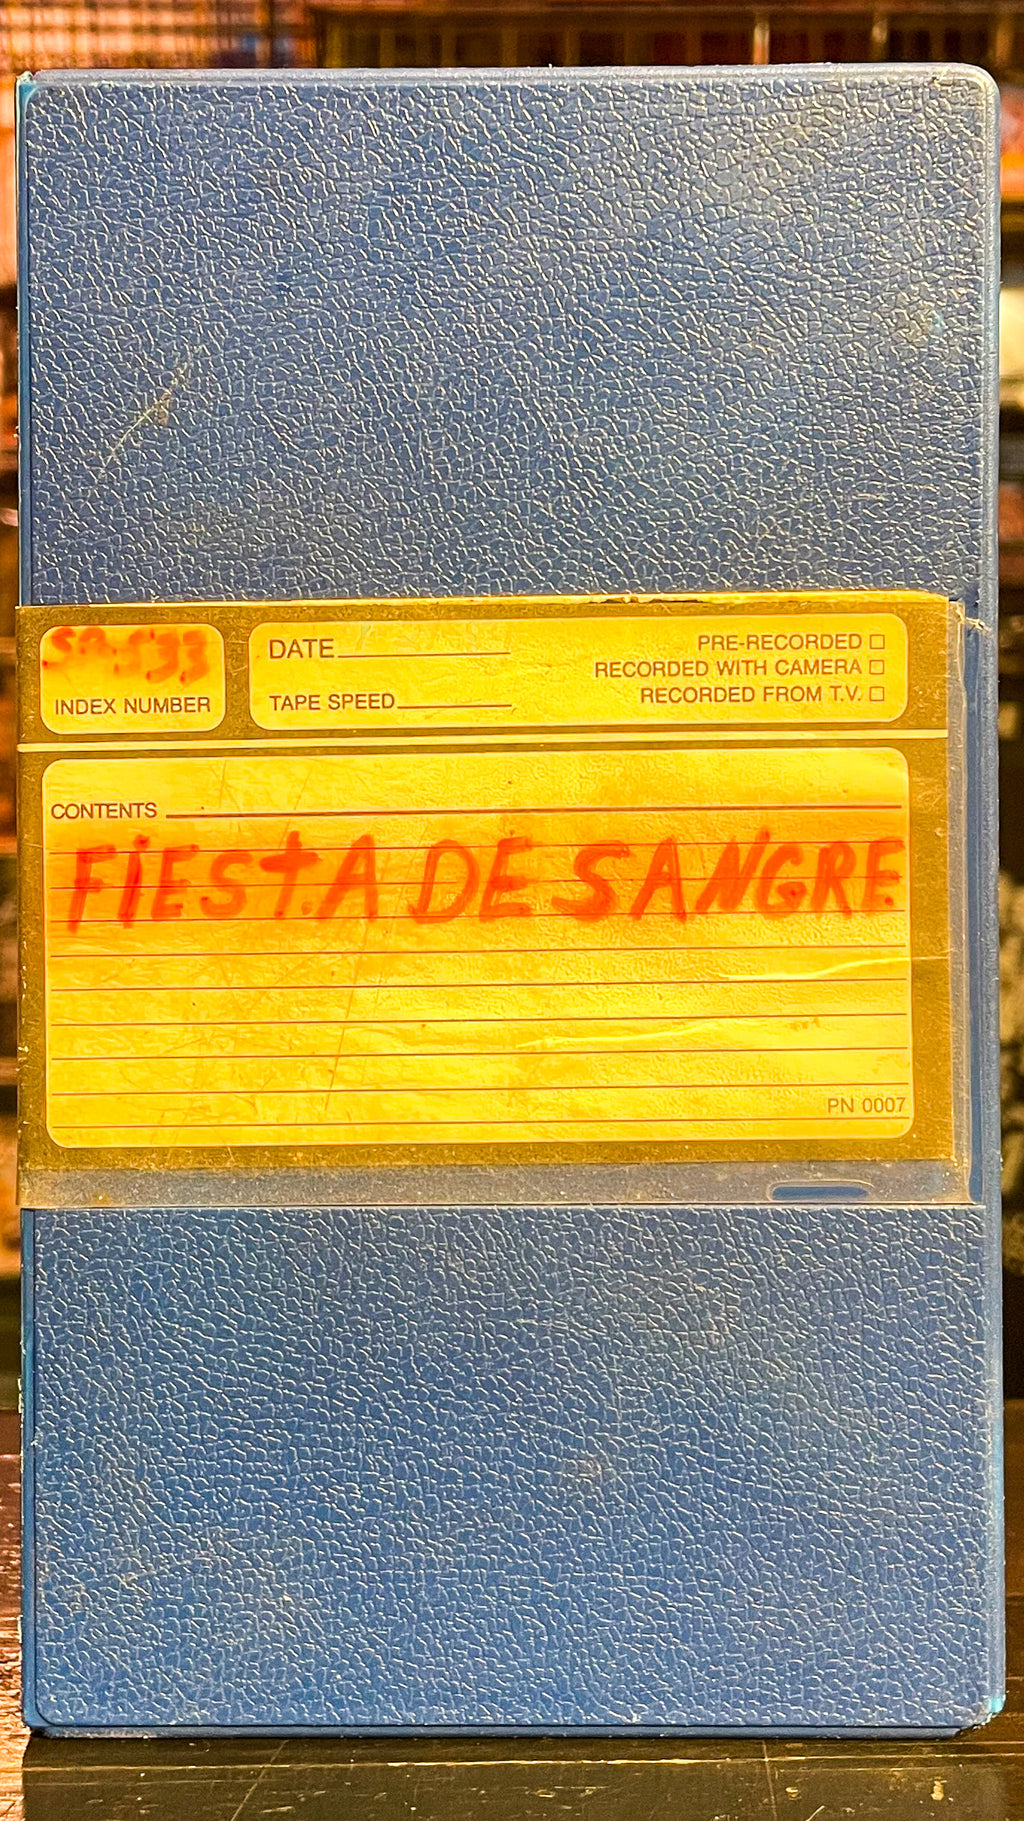 INDEX NUMBER
DATE
TAPE SPEED
PRE-RECORDED
RECORDED WITH CAMERA
RECORDED FROM T.V.
CONTENTS
FiESTA DE SANGRE
PN 0007